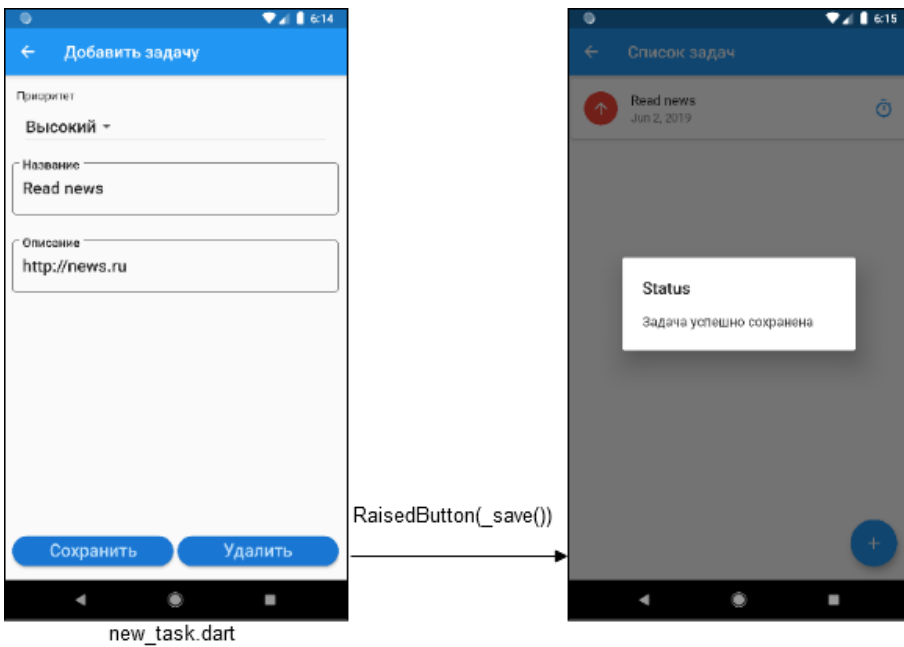 6:14
Добавить задачу
Приоритет
Высокий
Название
Read news
Описание
http://news.ru
Сохранить
Удалить
new_task.dart
RaisedButton(_save())
6:15
Список задач
Read news
Jun 2, 2019
Status
Задача успешно сохранена